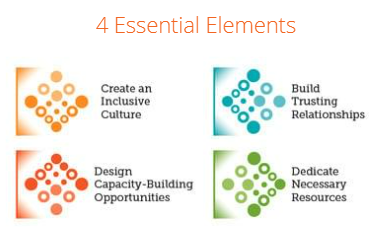 4 Essential Elements
Create an
Inclusive
Culture
Build
Trusting
Relationships
Design
Capacity-Building
Opportunities
Dedicate
Necessary
Resources